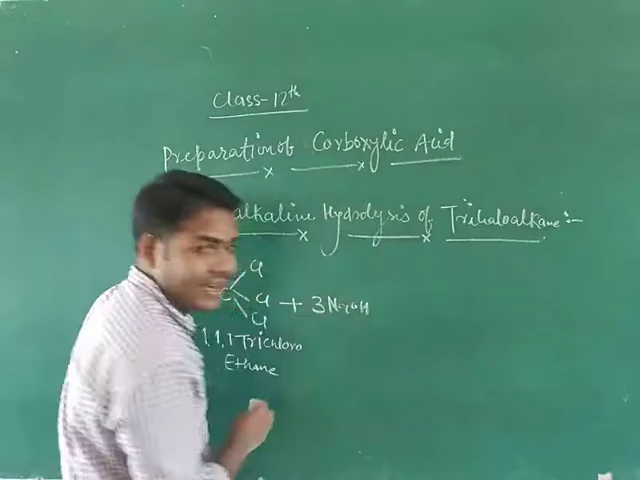 Class-12th
Preparation of Carboxylic Acid
alkaline Hydrolysis of Trihaloalkane:-
Cl
C Cl + 3NaOH
Cl
1,1,1 Trichloro
Ethane